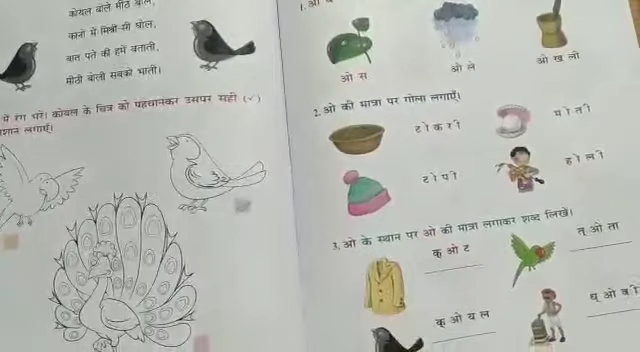 कोयल बोले मीठे बोल,
कानों में मिश्री-सी घोल,
बात पते की हमें बताती,
मीठी बोली सबको भाती।
में रंग भरें। कोयल के चित्र को पहचानकर उसपर सही (✓)
लगाएँ।
1.
ओ स
ओ ले
ओ ख ली
2. ओ की मात्रा पर गोला लगाएँ।
ट ो क र ी
म ो त ी
ट ो प ी
ह ो ल ी
3. ओ के स्थान पर ओ की मात्रा लगाकर शब्द लिखें।
क् ओ ट
त् ओ ता
क् ओ य ल
ध् ओ बी